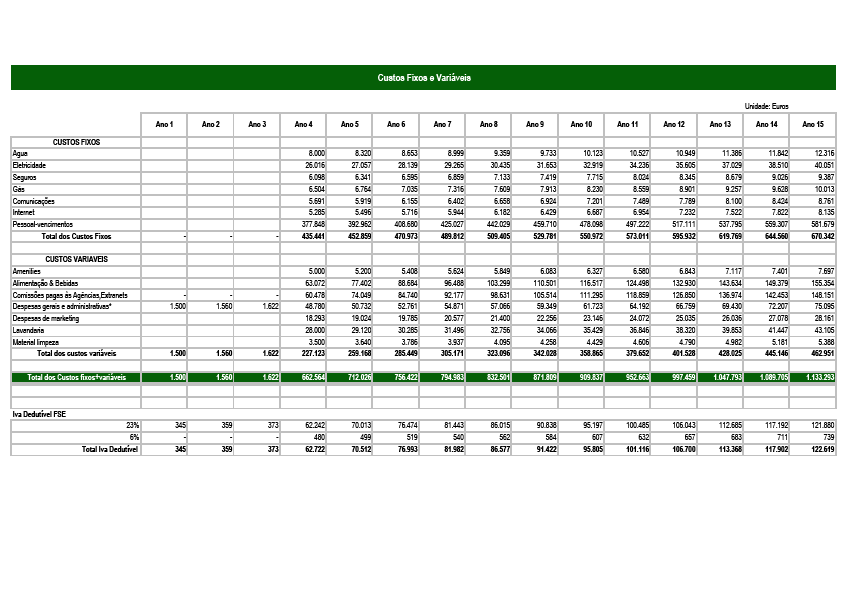 Custos Fixos e Variáveis
Unidade: Euros
Ano 1 Ano 2 Ano 3 Ano 4 Ano 5 Ano 6 Ano 7 Ano 8 Ano 9 Ano 10 Ano 11 Ano 12 Ano 13 Ano 14 Ano 15
CUSTOS FIXOS
Agua 8.000 8.320 8.653 8.999 9.359 9.733 10.123 10.527 10.949 11.386 11.842 12.316
Eletricidade 26.016 27.057 28.139 29.265 30.435 31.653 32.919 34.236 35.605 37.029 38.510 40.051
Seguros 6.098 6.341 6.595 6.859 7.133 7.419 7.715 8.024 8.345 8.679 9.026 9.387
Gás 6.504 6.764 7.035 7.316 7.609 7.913 8.230 8.559 8.901 9.257 9.628 10.013
Comunicações 5.691 5.919 6.155 6.402 6.658 6.924 7.201 7.489 7.789 8.100 8.424 8.761
Internet 5.285 5.496 5.716 5.944 6.182 6.429 6.687 6.954 7.232 7.522 7.822 8.135
Pessoal-vencimentos 377.848 392.962 408.680 425.027 442.029 459.710 478.098 497.222 517.111 537.795 559.307 581.679
Total dos Custos Fixos - - - 435.441 452.859 470.973 489.812 509.405 529.781 550.972 573.011 595.932 619.769 644.560 670.342
CUSTOS VARIAVEIS
Amenities 5.000 5.200 5.408 5.624 5.849 6.083 6.327 6.580 6.843 7.117 7.401 7.697
Alimentação & Bebidas 63.072 77.402 88.684 96.488 103.299 110.501 116.517 124.498 132.930 143.634 149.379 155.354
Comissões pagas às Agências,Extranets - - - 60.478 74.049 84.740 92.177 98.631 105.514 111.295 118.859 126.850 136.974 142.453 148.151
Despesas gerais e administrativas* 1.500 1.560 1.622 48.780 50.732 52.761 54.871 57.066 59.349 61.723 64.192 66.759 69.430 72.207 75.095
Despesas de marketing 18.293 19.024 19.785 20.577 21.400 22.256 23.146 24.072 25.035 26.036 27.078 28.161
Lavandaria 28.000 29.120 30.285 31.496 32.756 34.066 35.429 36.846 38.320 39.853 41.447 43.105
Material limpeza 3.500 3.640 3.786 3.937 4.095 4.258 4.429 4.606 4.790 4.982 5.181 5.388
Total dos custos variáveis 1.500 1.560 1.622 227.123 259.168 285.449 305.171 323.096 342.028 358.865 379.652 401.528 428.025 445.146 462.951
Total dos Custos fixos+variáveis 1.500 1.560 1.622 662.564 712.026 756.422 794.983 832.501 871.809 909.837 952.663 997.459 1.047.793 1.089.705 1.133.293
Iva Dedutível FSE
23% 345 359 373 62.242 70.013 76.474 81.443 86.015 90.838 95.197 100.485 106.043 112.685 117.192 121.880
6% - - - 480 499 519 540 562 584 607 632 657 683 711 739
Total Iva Dedutível 345 359 373 62.722 70.512 76.993 81.982 86.577 91.422 95.805 101.116 106.700 113.368 117.902 122.619